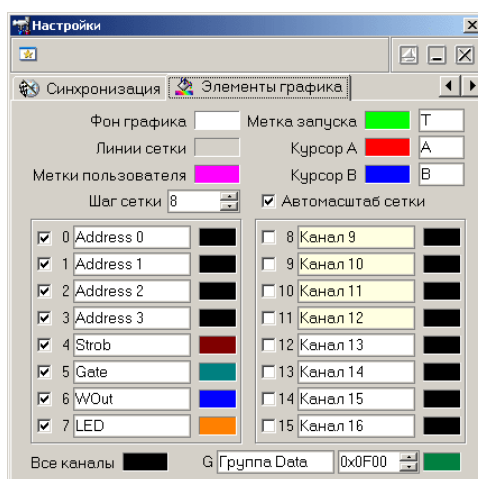 Настройки
Синхронизация Элементы графика
Фон графика Метка запуска T
Линии сетки Курсор A A
Метки пользователя Курсор B B
Шаг сетки 8 Автомасштаб сетки
0 Address 0 8 Канал 9
1 Address 1 9 Канал 10
2 Address 2 10 Канал 11
3 Address 3 11 Канал 12
4 Strob 12 Канал 13
5 Gate 13 Канал 14
6 WOut 14 Канал 15
7 LED 15 Канал 16
Все каналы G Группа Data 0x0F00